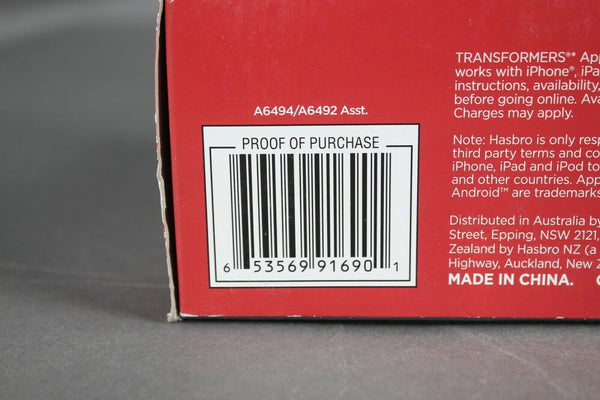 A6494/A6492 Asst.
PROOF OF PURCHASE
6 53569 91690 1
TRANSFORMERS®* App
works with iPhone®, iPa
instructions, availability,
before going online. Ava
Charges may apply.
Note: Hasbro is only resp
third party terms and co
iPhone, iPad and iPod to
and other countries. App
Android™ are trademarks
Distributed in Australia by
Street, Epping, NSW 2121,
Zealand by Hasbro NZ (a
Highway, Auckland, New Z
MADE IN CHINA.